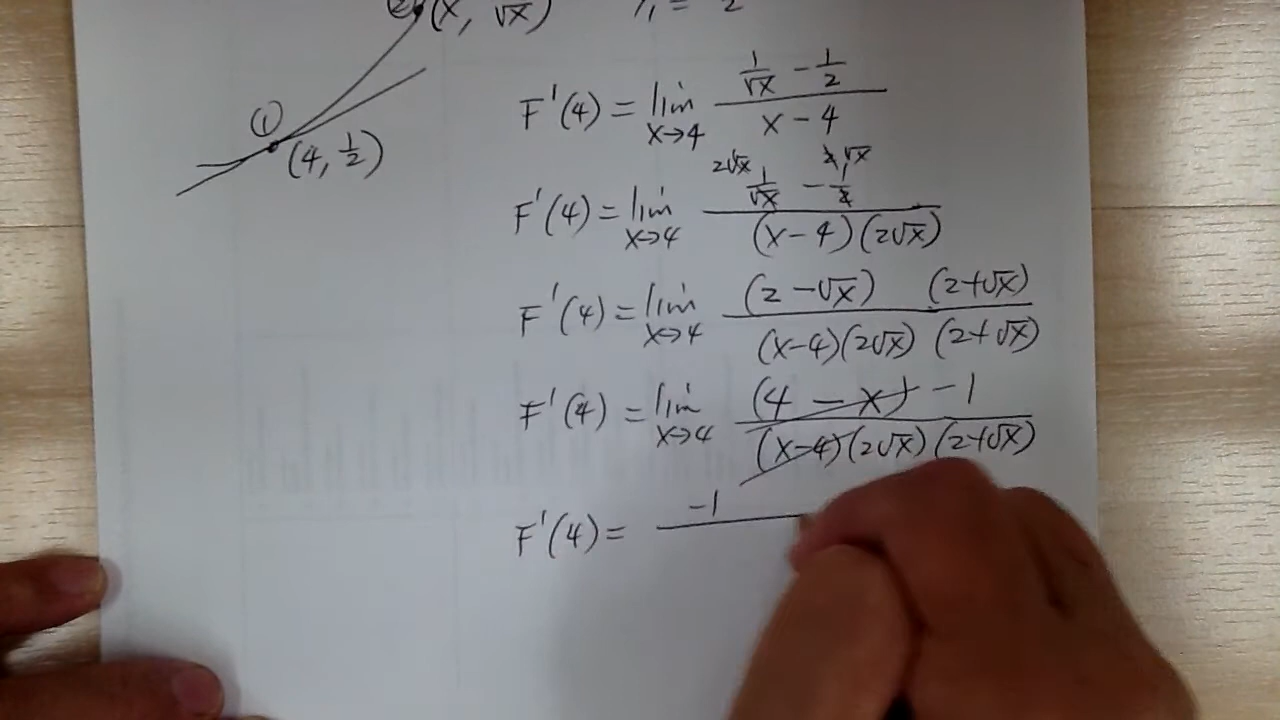 ② (x, √x)
① (4, 1/2)
F'(4) = lim x→4 (1/√x - 1/2) / (x - 4)
F'(4) = lim x→4 (2√x 1/√x - 1/2 2√x) / ((x - 4)(2√x))
F'(4) = lim x→4 (2 - √x) (2+√x) / ((x-4)(2√x) (2+√x))
F'(4) = lim x→4 (4 - x) -1 / ((x-4)(2√x)(2+√x))
F'(4) = -1